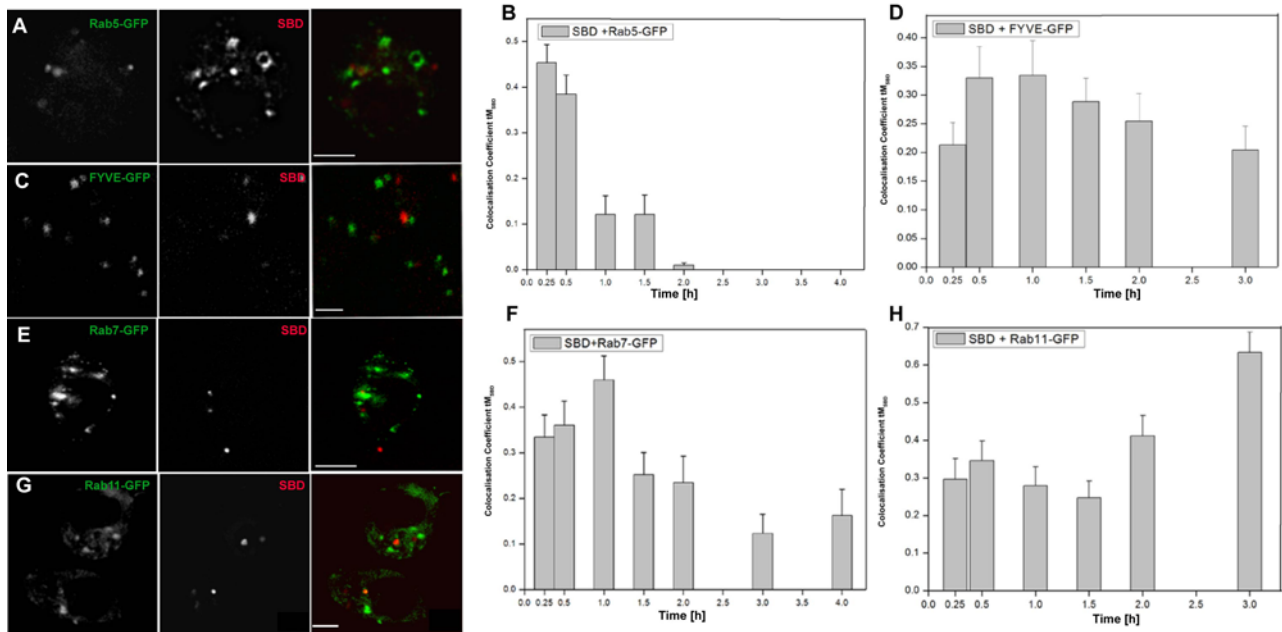 A Rab5-GFP SBD
C FYVE-GFP SBD
E Rab7-GFP SBD
G Rab11-GFP SBD
B
SBD +Rab5-GFP
Colocalisation Coefficient tM SBD
0.5
0.4
0.3
0.2
0.1
0.0
0.0 0.25 0.5 1.0 1.5 2.0 2.5 3.0 3.5 4.0
Time [h]
D
SBD + FYVE-GFP
Colocalisation Coefficient tM SBD
0.40
0.35
0.30
0.25
0.20
0.15
0.10
0.05
0.00
0.0 0.25 0.5 1.0 1.5 2.0 2.5 3.0
Time [h]
F
SBD+Rab7-GFP
Colocalisation Coefficient tM SBD
0.5
0.4
0.3
0.2
0.1
0.0
0.0 0.25 0.5 1.0 1.5 2.0 2.5 3.0 3.5 4.0
Time [h]
H
SBD + Rab11-GFP
Colocalisation Coefficient tM SBD
0.7
0.6
0.5
0.4
0.3
0.2
0.1
0.0
0.0 0.25 0.5 1.0 1.5 2.0 2.5 3.0
Time [h]